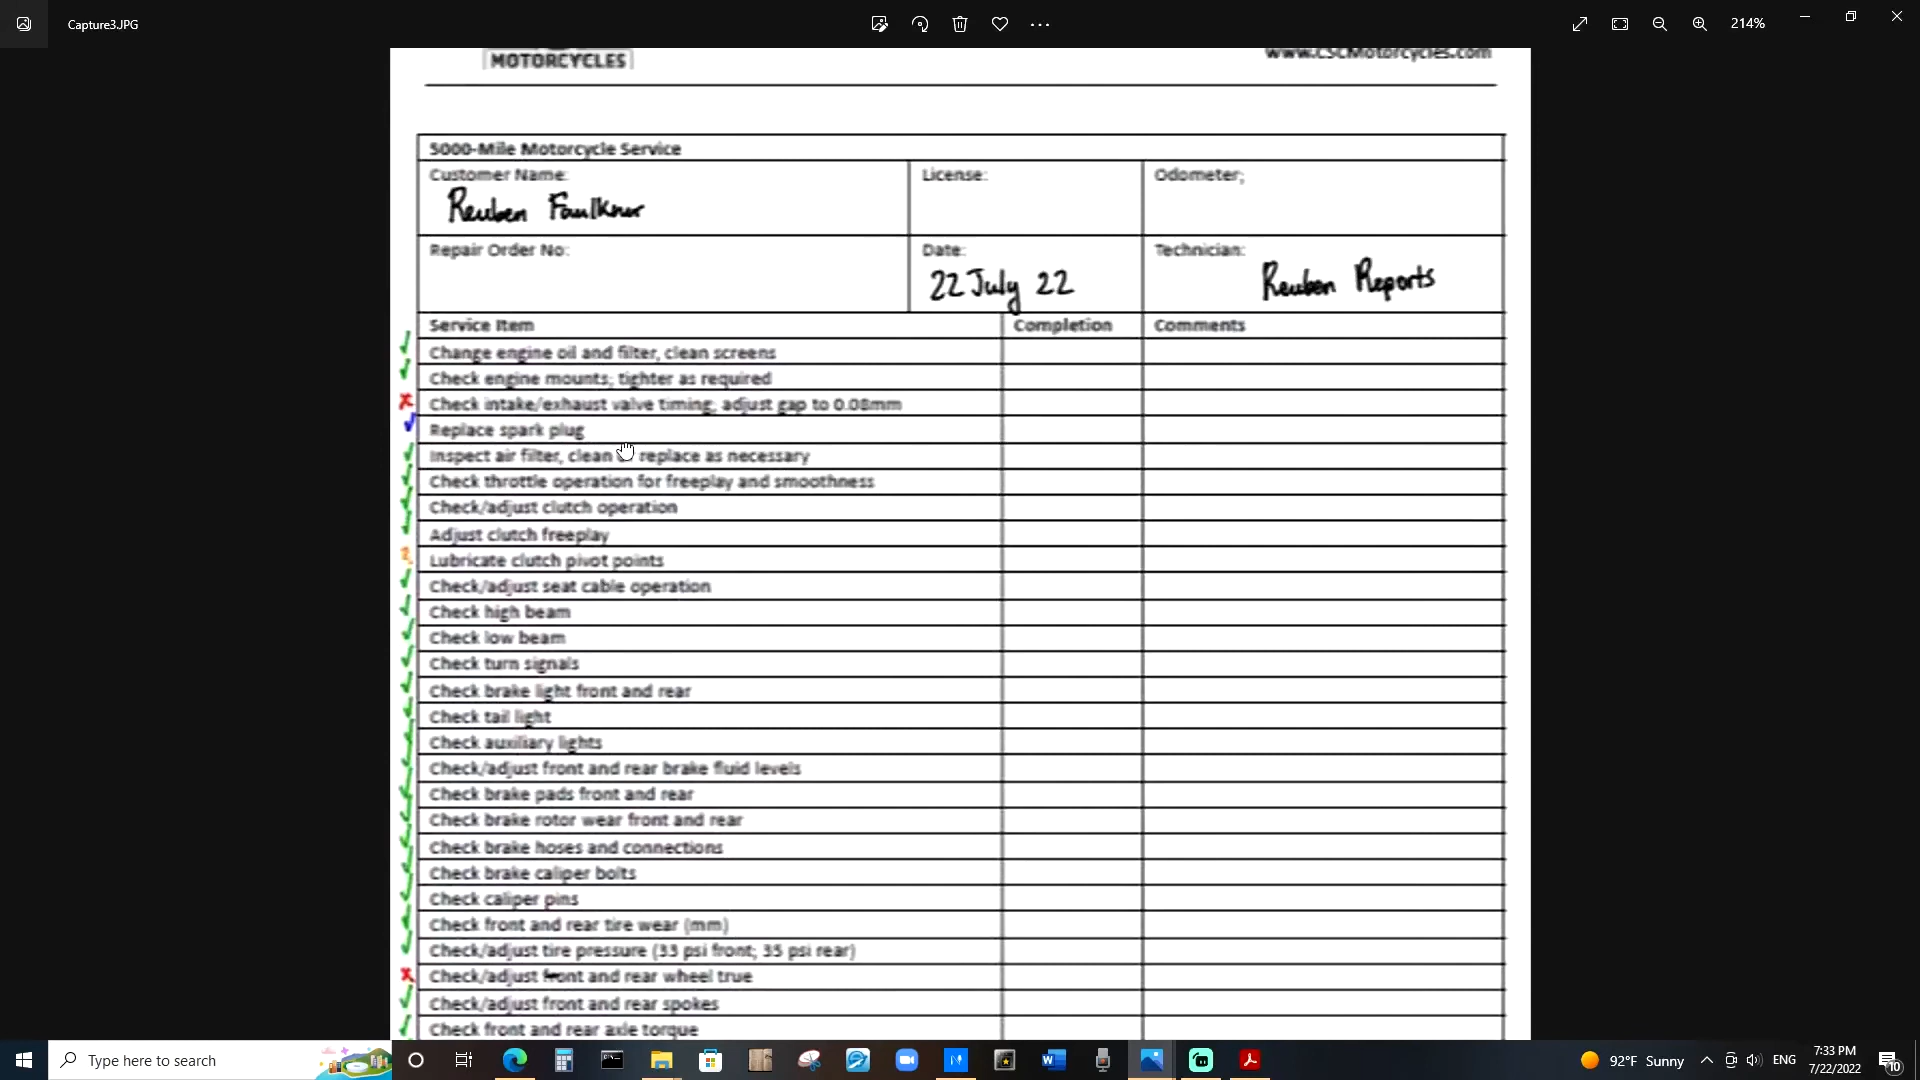 Capture3.JPG
214%
MOTORCYCLES
www.CSCMotorcycles.com
5000-Mile Motorcycle Service
Customer Name:
Reuben Faulkner
License:
Odometer;
Repair Order No:
Date:
22 July 22
Technician:
Reuben Reports
Service Item
Completion
Comments
Change engine oil and filter, clean screens
Check engine mounts; tighter as required
Check intake/exhaust valve timing; adjust gap to 0.08mm
Replace spark plug
Inspect air filter, clean replace as necessary
Check throttle operation for freeplay and smoothness
Check/adjust clutch operation
Adjust clutch freeplay
Lubricate clutch pivot points
Check/adjust seat cable operation
Check high beam
Check low beam
Check turn signals
Check brake light front and rear
Check tail light
Check auxiliary lights
Check/adjust front and rear brake fluid levels
Check brake pads front and rear
Check brake rotor wear front and rear
Check brake hoses and connections
Check brake caliper bolts
Check caliper pins
Check front and rear tire wear (mm)
Check/adjust tire pressure (33 psi front; 35 psi rear)
Check/adjust front and rear wheel true
Check/adjust front and rear spokes
Check front and rear axle torque
Type here to search
92°F Sunny
ENG
7:33 PM
7/22/2022
10